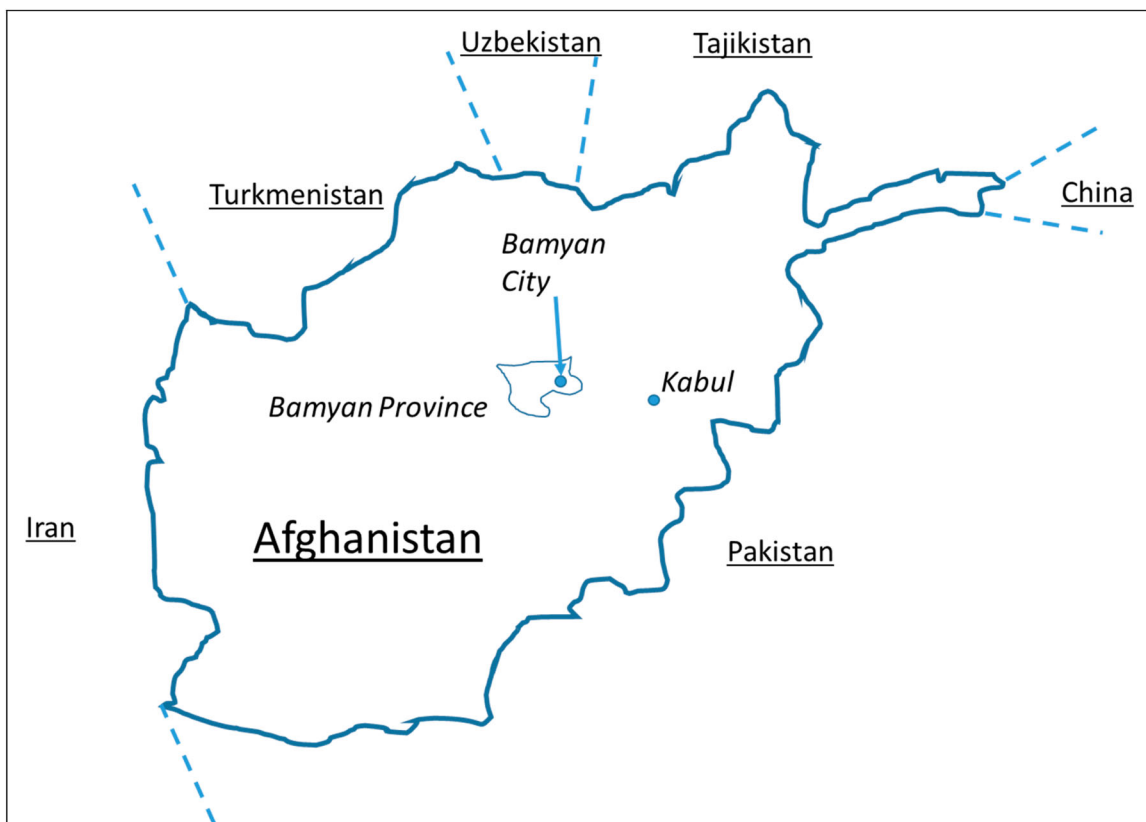 Uzbekistan
Tajikistan
Turkmenistan
China
Bamyan
City
Bamyan Province
Kabul
Iran
Afghanistan
Pakistan